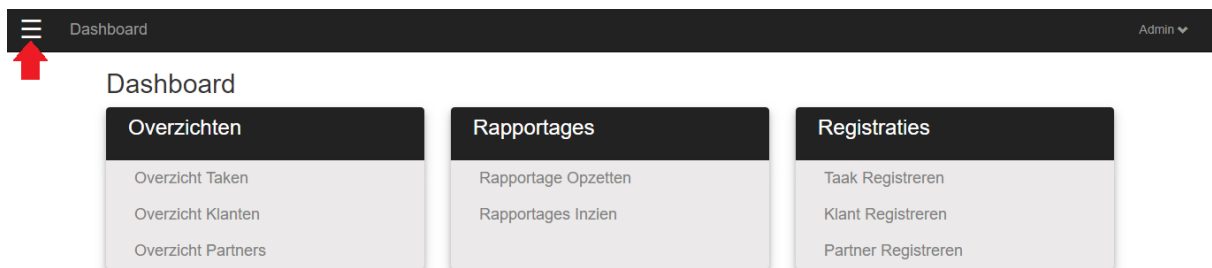 Dashboard
Admin
Dashboard
Overzichten
Overzicht Taken
Overzicht Klanten
Overzicht Partners
Rapportages
Rapportage Opzetten
Rapportages Inzien
Registraties
Taak Registreren
Klant Registreren
Partner Registreren